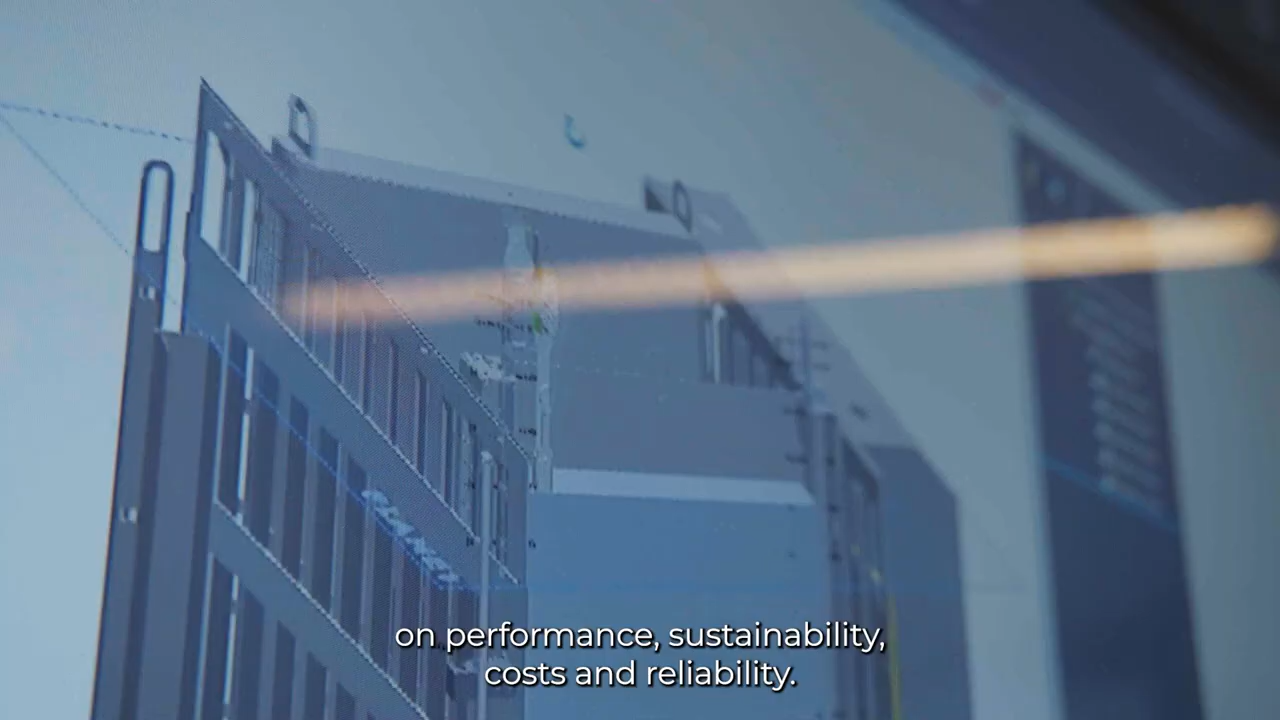 on performance, sustainability,
costs and reliability.